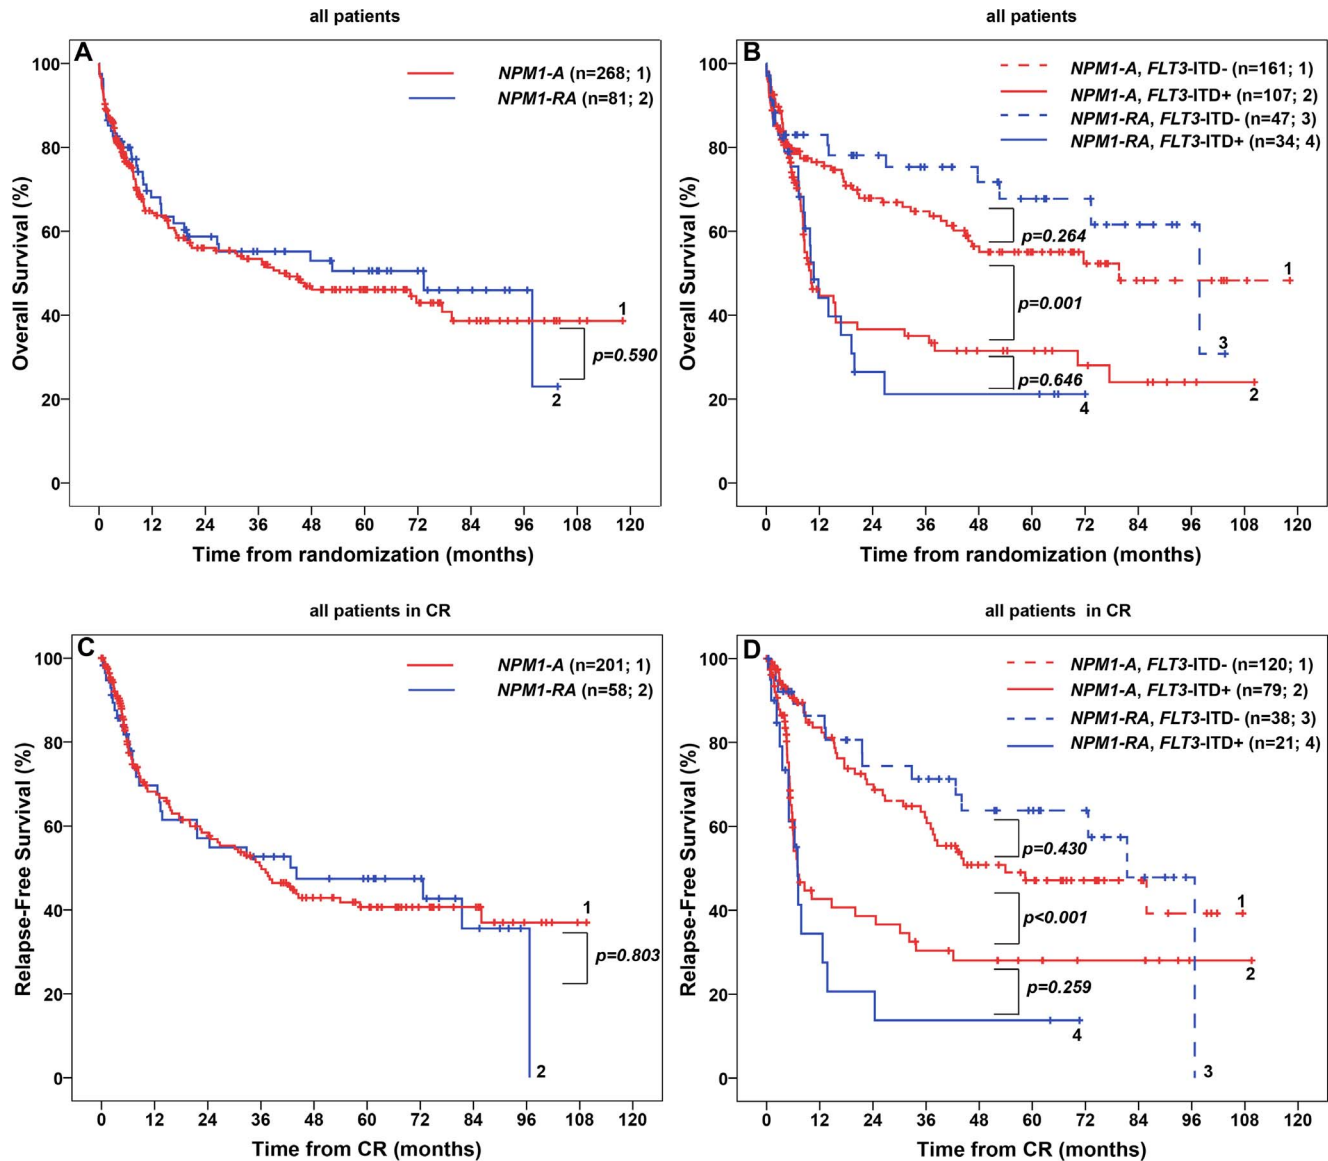 all patients
A
NPM1-A (n=268; 1)
NPM1-RA (n=81; 2)
Overall Survival (%)
100
80
60
40
20
0
1
p=0.590
2
0 12 24 36 48 60 72 84 96 108 120
Time from randomization (months)
all patients
B
NPM1-A, FLT3-ITD- (n=161; 1)
NPM1-A, FLT3-ITD+ (n=107; 2)
NPM1-RA, FLT3-ITD- (n=47; 3)
NPM1-RA, FLT3-ITD+ (n=34; 4)
Overall Survival (%)
100
80
60
40
20
0
p=0.264
1
p=0.001
3
p=0.646
2
4
0 12 24 36 48 60 72 84 96 108 120
Time from randomization (months)
all patients in CR
C
NPM1-A (n=201; 1)
NPM1-RA (n=58; 2)
Relapse-Free Survival (%)
100
80
60
40
20
0
1
p=0.803
2
0 12 24 36 48 60 72 84 96 108 120
Time from CR (months)
all patients in CR
D
NPM1-A, FLT3-ITD- (n=120; 1)
NPM1-A, FLT3-ITD+ (n=79; 2)
NPM1-RA, FLT3-ITD- (n=38; 3)
NPM1-RA, FLT3-ITD+ (n=21; 4)
Relapse-Free Survival (%)
100
80
60
40
20
0
p=0.430
1
p<0.001
2
p=0.259
4
3
0 12 24 36 48 60 72 84 96 108 120
Time from CR (months)